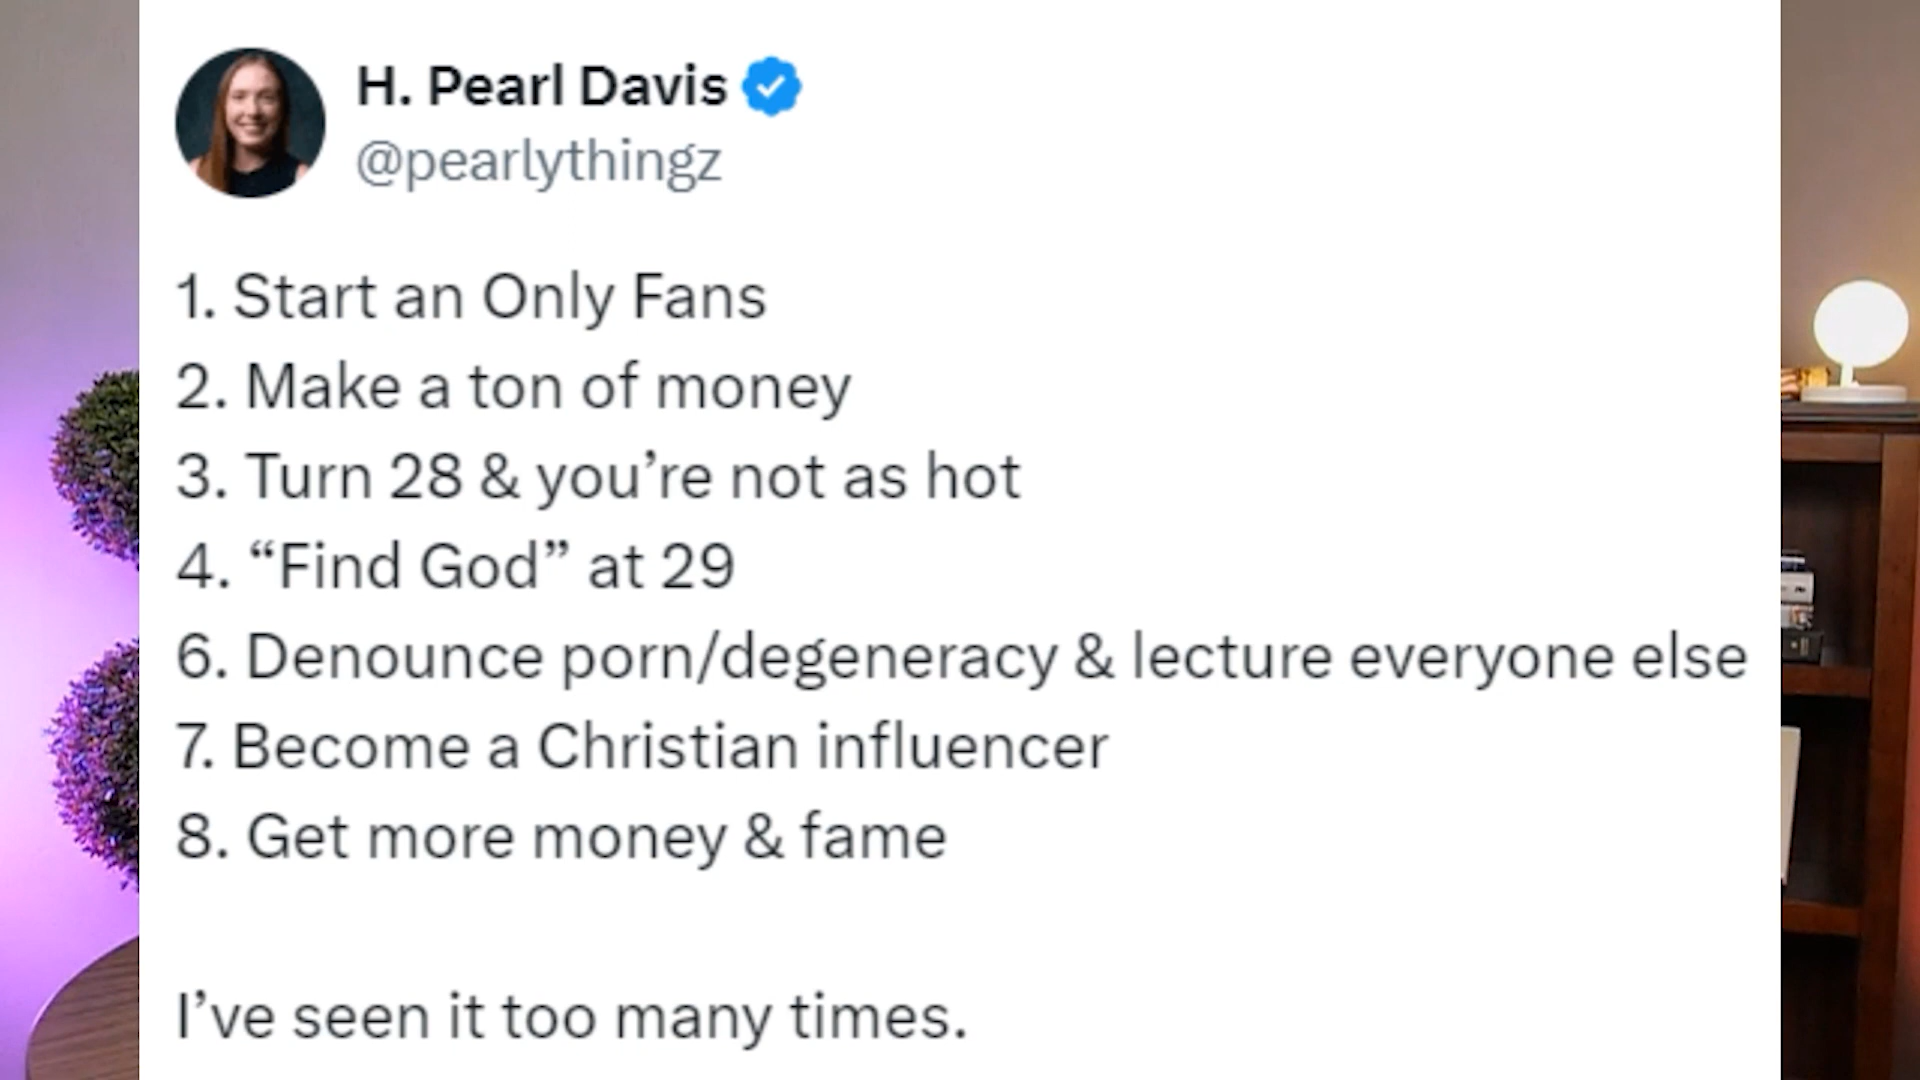 H. Pearl Davis
@pearlythingz
1. Start an Only Fans
2. Make a ton of money
3. Turn 28 & you’re not as hot
4. “Find God” at 29
6. Denounce porn/degeneracy & lecture everyone else
7. Become a Christian influencer
8. Get more money & fame
I’ve seen it too many times.